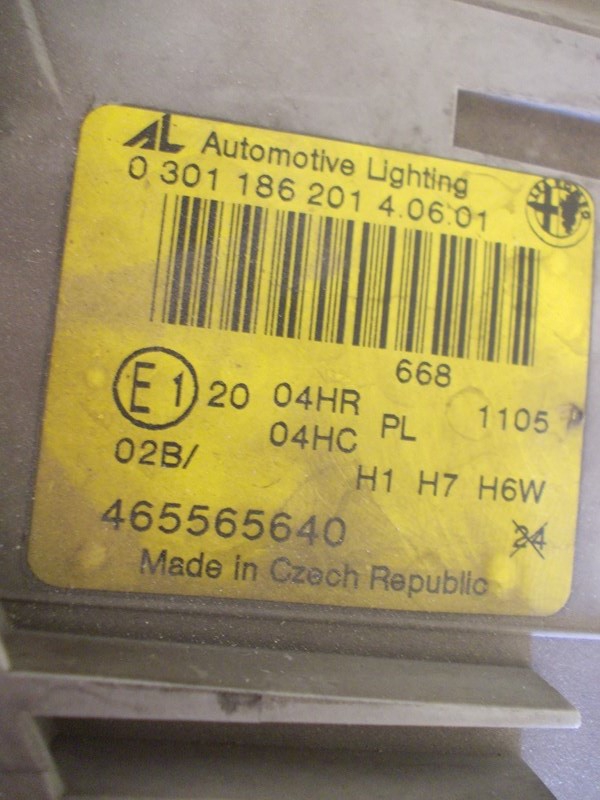 AL Automotive Lighting
0 301 186 201 4.06.01
668
E1 20 04HR PL 1105
02B/ 04HC
H1 H7 H6W
465565640 24
Made in Czech Republic